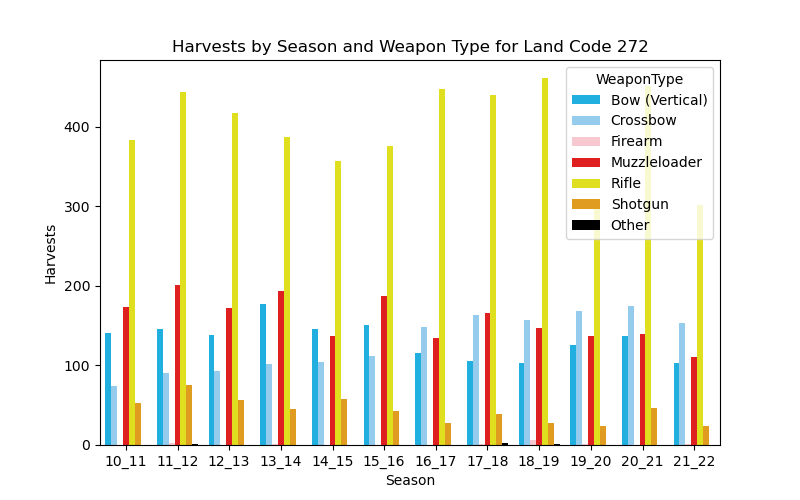 Harvests by Season and Weapon Type for Land Code 272
WeaponType
Bow (Vertical)
Crossbow
Firearm
Muzzleloader
Rifle
Shotgun
Other
400
300
200
100
0
Harvests
10_11 11_12 12_13 13_14 14_15 15_16 16_17 17_18 18_19 19_20 20_21 21_22
Season